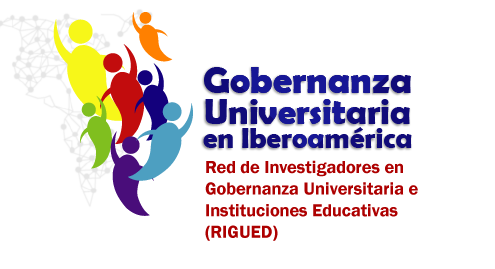 Gobernanza
Universitaria
en Iberoamérica
Red de Investigadores en
Gobernanza Universitaria e
Instituciones Educativas
(RIGUED)